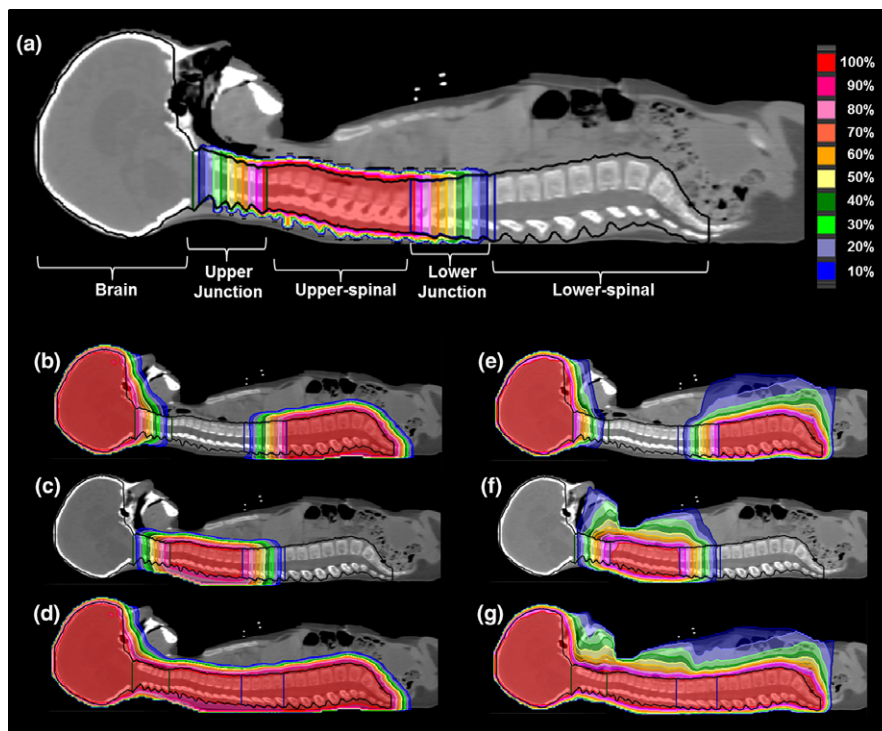 (a)
100%
90%
80%
70%
60%
50%
40%
30%
20%
10%
Brain
Upper
Junction
Upper-spinal
Lower
Junction
Lower-spinal
(b)
(e)
(c)
(f)
(d)
(g)